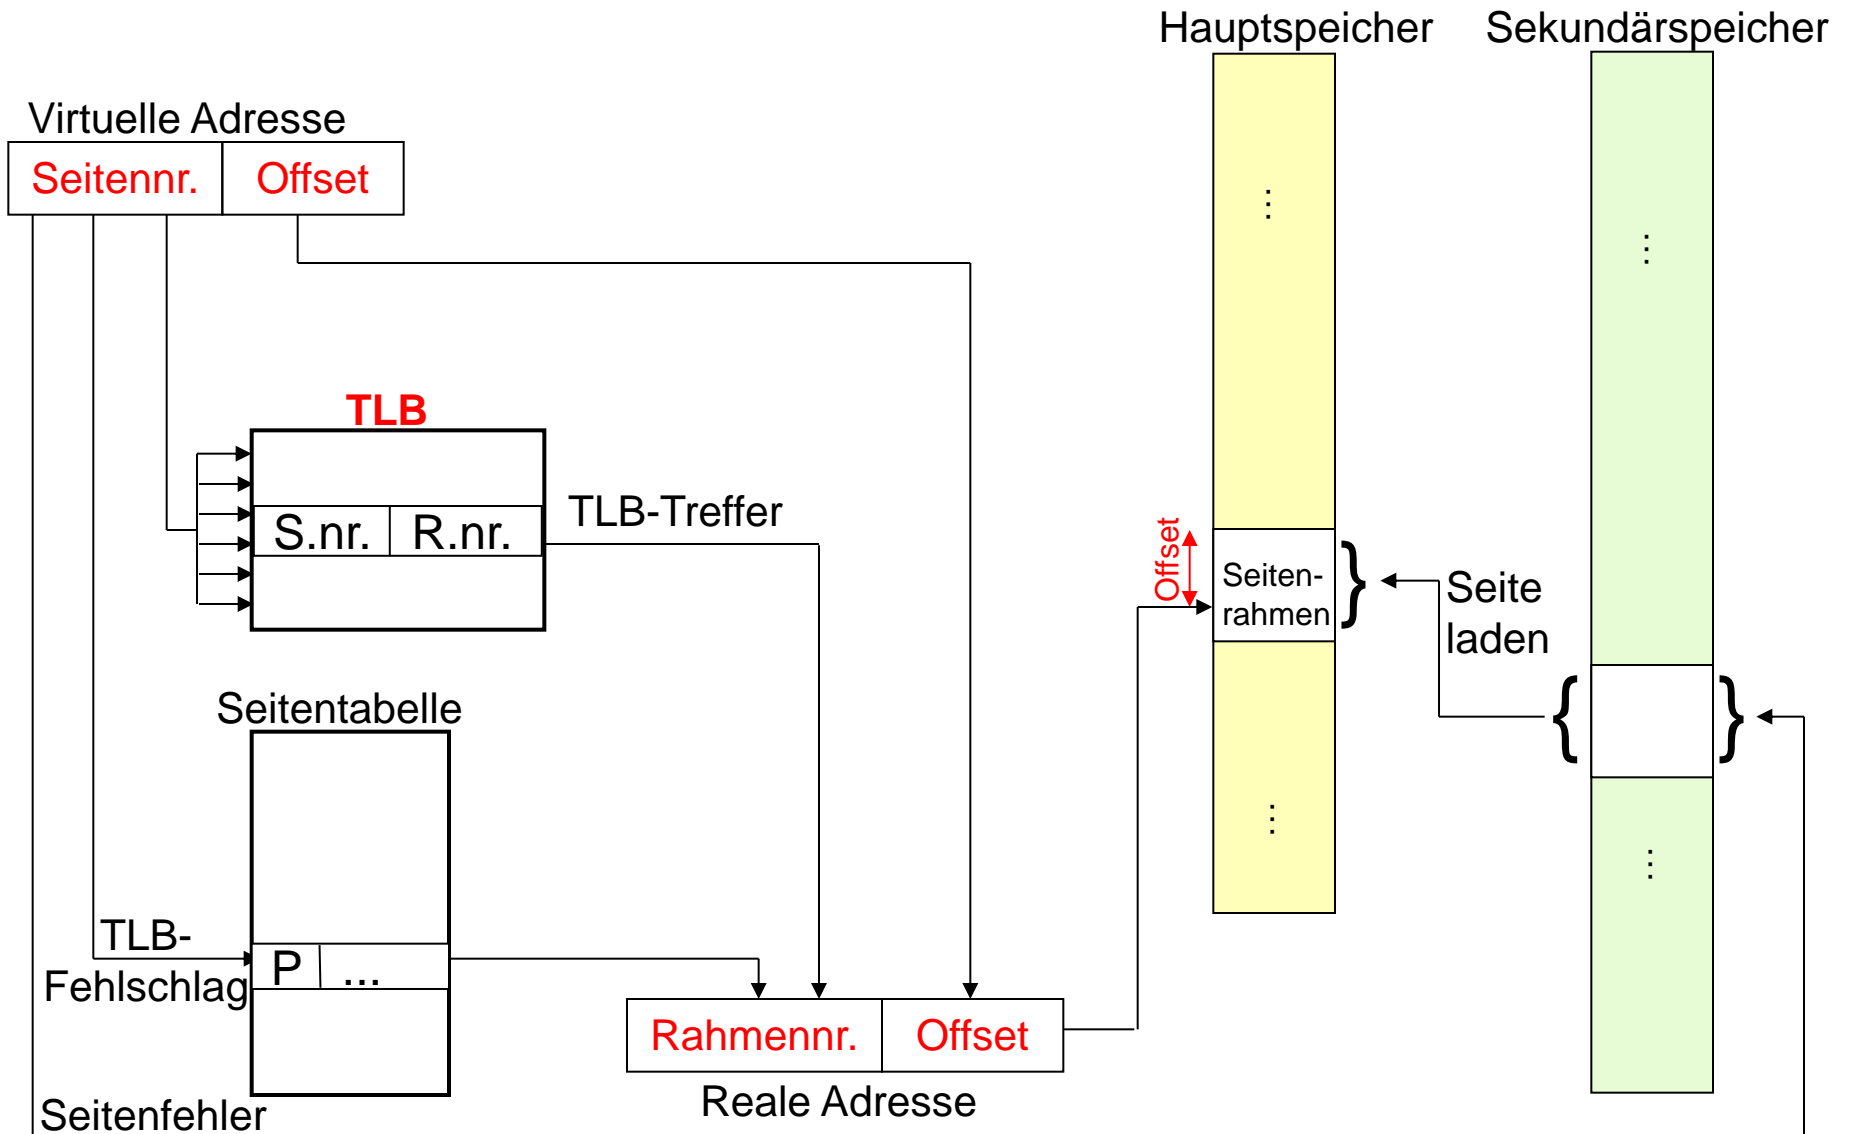 Hauptspeicher
Sekundärspeicher
Virtuelle Adresse
Seitennr.
Offset
⋮
⋮
TLB
S.nr.
R.nr.
TLB-Treffer
Offset
Seiten-
rahmen
}
Seite
laden
{
}
Seitentabelle
⋮
⋮
TLB-
Fehlschlag
P
...
Rahmennr.
Offset
Reale Adresse
Seitenfehler